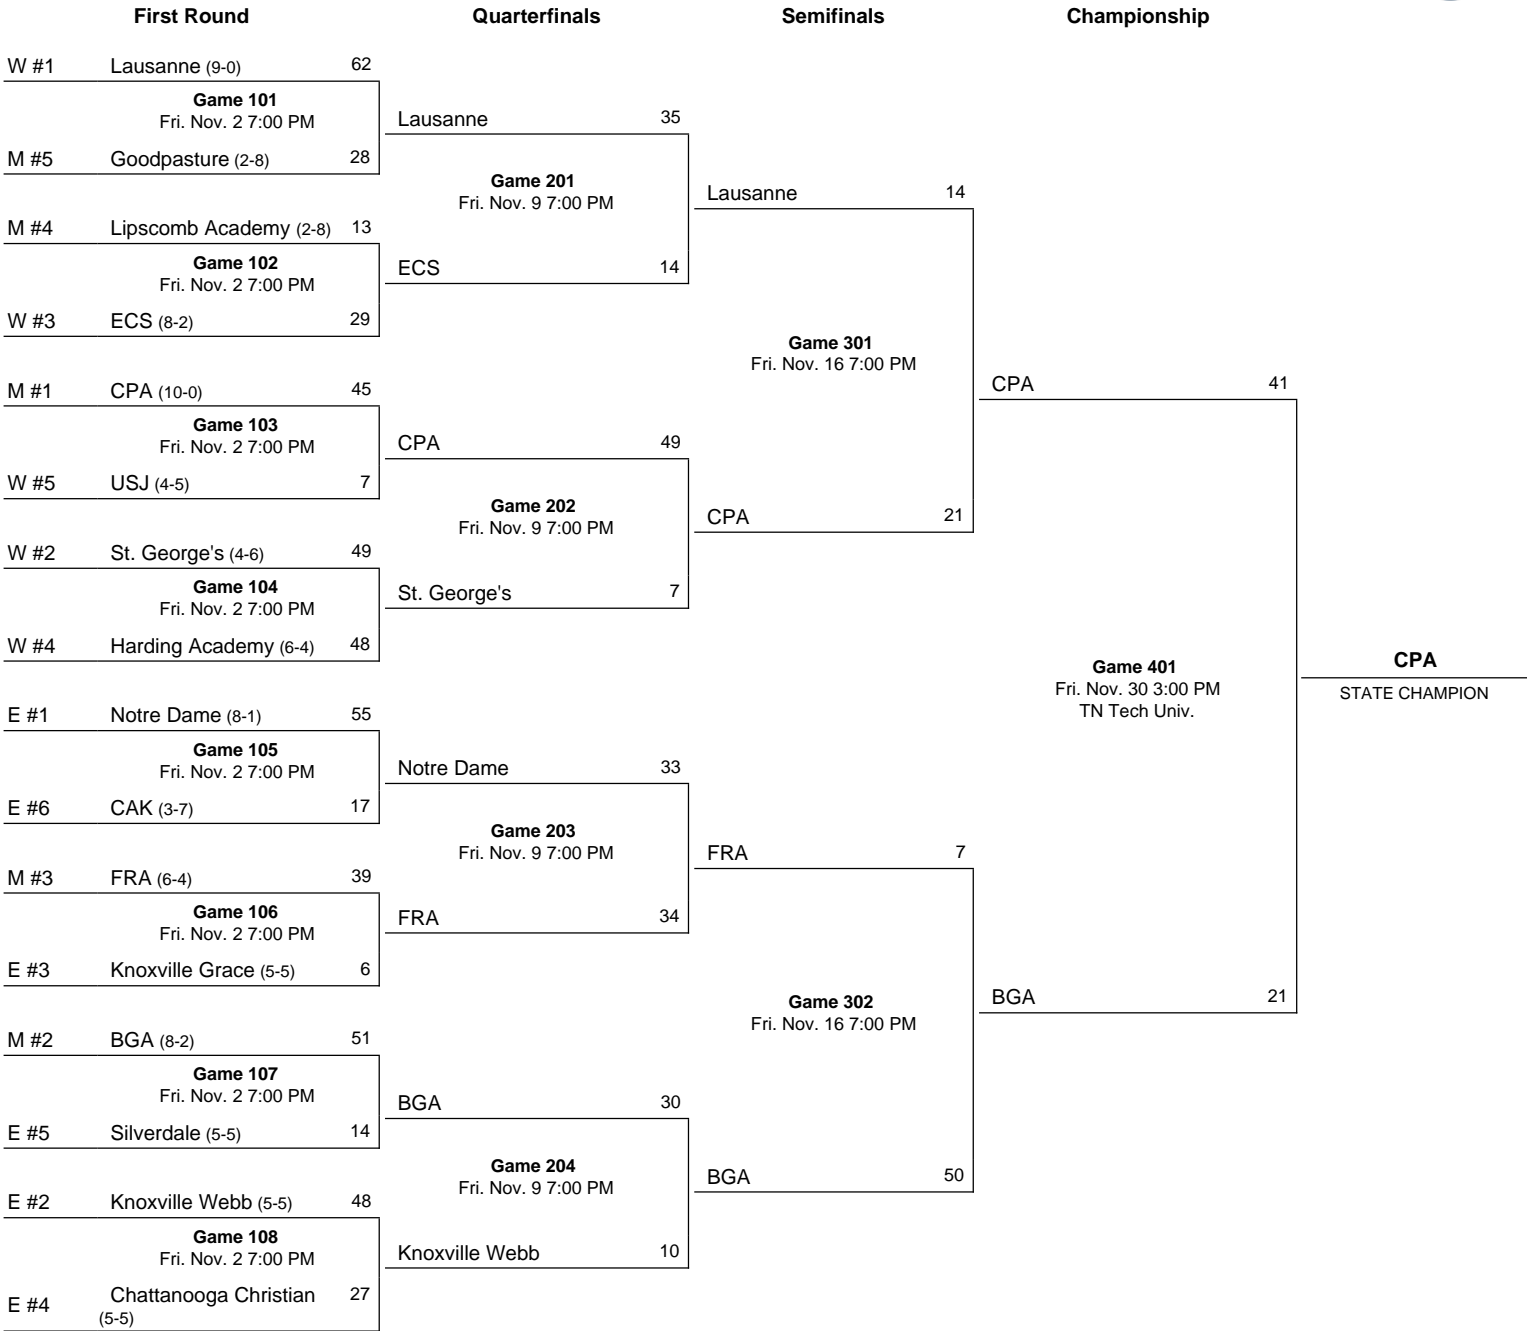 First Round Quarterfinals Semifinals Championship
W #1 Lausanne (9-0) 62
Game 101
Fri. Nov. 2 7:00 PM
M #5 Goodpasture (2-8) 28
M #4 Lipscomb Academy (2-8) 13
Game 102
Fri. Nov. 2 7:00 PM
W #3 ECS (8-2) 29
M #1 CPA (10-0) 45
Game 103
Fri. Nov. 2 7:00 PM
W #5 USJ (4-5) 7
W #2 St. George's (4-6) 49
Game 104
Fri. Nov. 2 7:00 PM
W #4 Harding Academy (6-4) 48
E #1 Notre Dame (8-1) 55
Game 105
Fri. Nov. 2 7:00 PM
E #6 CAK (3-7) 17
M #3 FRA (6-4) 39
Game 106
Fri. Nov. 2 7:00 PM
E #3 Knoxville Grace (5-5) 6
M #2 BGA (8-2) 51
Game 107
Fri. Nov. 2 7:00 PM
E #5 Silverdale (5-5) 14
E #2 Knoxville Webb (5-5) 48
Game 108
Fri. Nov. 2 7:00 PM
E #4 Chattanooga Christian 27
(5-5)
Lausanne 35
Game 201
Fri. Nov. 9 7:00 PM
ECS 14
CPA 49
Game 202
Fri. Nov. 9 7:00 PM
St. George's 7
Notre Dame 33
Game 203
Fri. Nov. 9 7:00 PM
FRA 34
BGA 30
Game 204
Fri. Nov. 9 7:00 PM
Knoxville Webb 10
Lausanne 14
Game 301
Fri. Nov. 16 7:00 PM
CPA 21
FRA 7
Game 302
Fri. Nov. 16 7:00 PM
BGA 50
CPA 41
Game 401
Fri. Nov. 30 3:00 PM
TN Tech Univ.
BGA 21
CPA
STATE CHAMPION